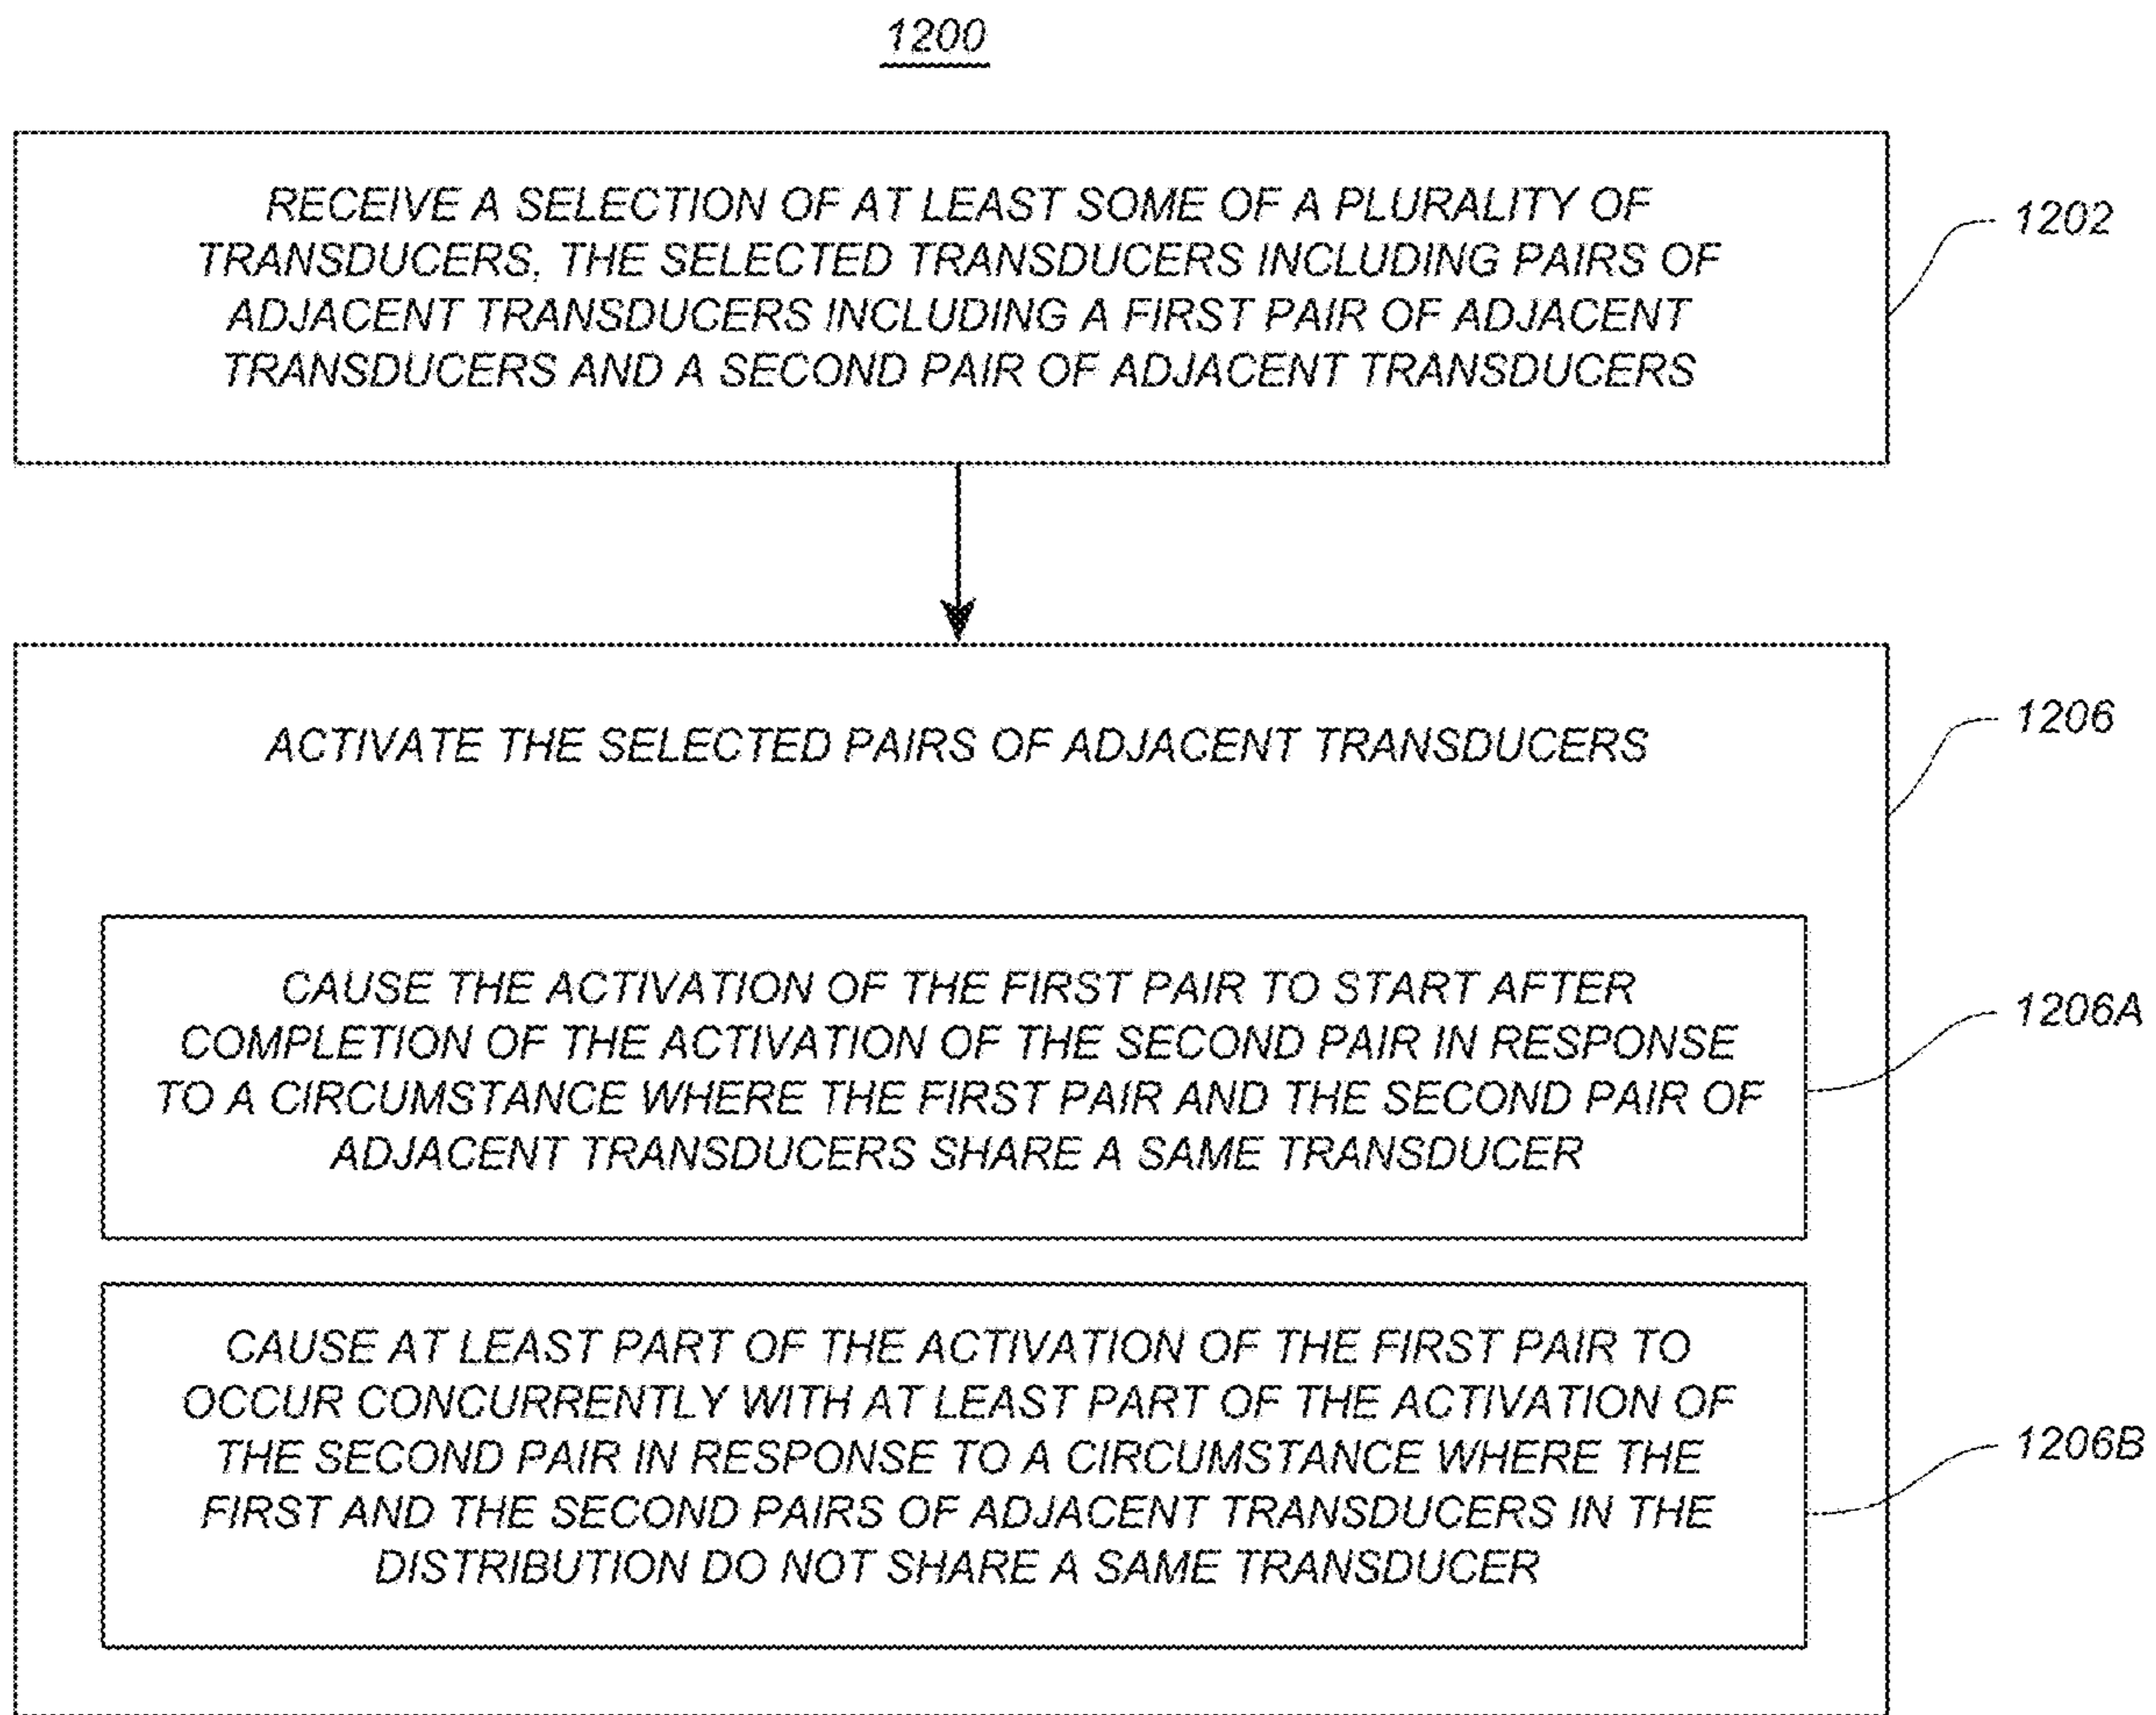 1200
RECEIVE A SELECTION OF AT LEAST SOME OF A PLURALITY OF
TRANSDUCERS, THE SELECTED TRANSDUCERS INCLUDING PAIRS OF
ADJACENT TRANSDUCERS INCLUDING A FIRST PAIR OF ADJACENT
TRANSDUCERS AND A SECOND PAIR OF ADJACENT TRANSDUCERS
1202
ACTIVATE THE SELECTED PAIRS OF ADJACENT TRANSDUCERS
1206
CAUSE THE ACTIVATION OF THE FIRST PAIR TO START AFTER
COMPLETION OF THE ACTIVATION OF THE SECOND PAIR IN RESPONSE
TO A CIRCUMSTANCE WHERE THE FIRST PAIR AND THE SECOND PAIR OF
ADJACENT TRANSDUCERS SHARE A SAME TRANSDUCER
1206A
CAUSE AT LEAST PART OF THE ACTIVATION OF THE FIRST PAIR TO
OCCUR CONCURRENTLY WITH AT LEAST PART OF THE ACTIVATION OF
THE SECOND PAIR IN RESPONSE TO A CIRCUMSTANCE WHERE THE
FIRST AND THE SECOND PAIRS OF ADJACENT TRANSDUCERS IN THE
DISTRIBUTION DO NOT SHARE A SAME TRANSDUCER
1206B